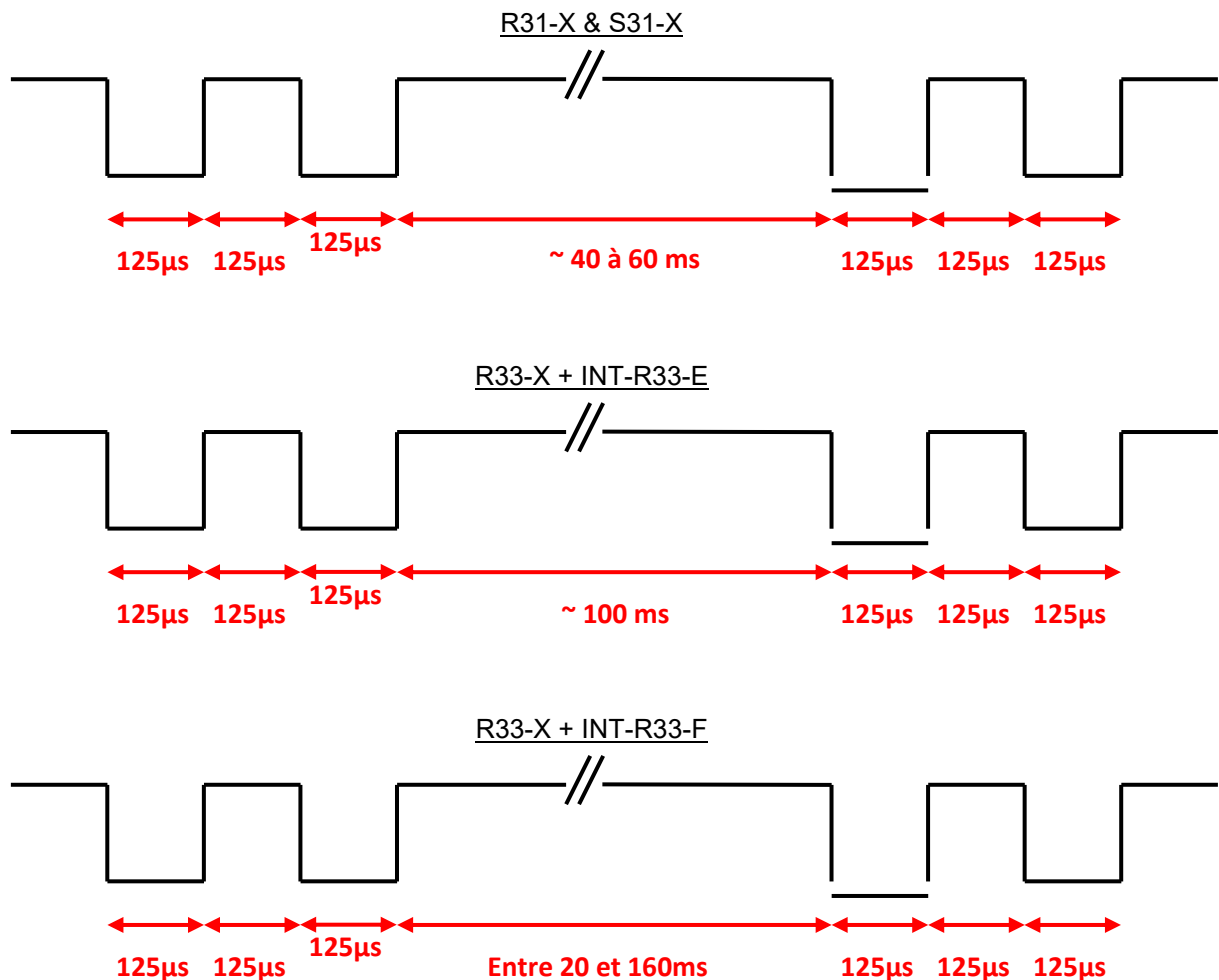 R31-X & S31-X
125µs 125µs 125µs ~ 40 à 60 ms 125µs 125µs 125µs
R33-X + INT-R33-E
125µs 125µs 125µs ~ 100 ms 125µs 125µs 125µs
R33-X + INT-R33-F
125µs 125µs 125µs Entre 20 et 160ms 125µs 125µs 125µs